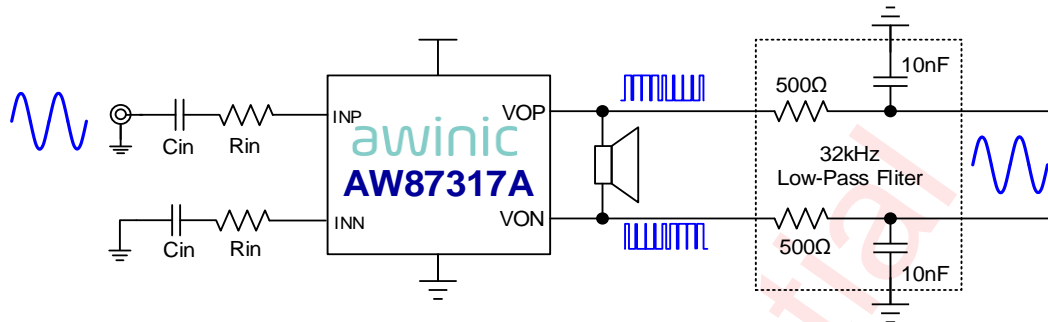 10nF
500Ω
INP
VOP
Cin
Rin
awinic
AW87317A
32kHz
Low-Pass Fliter
INN
VON
Cin
Rin
500Ω
10nF